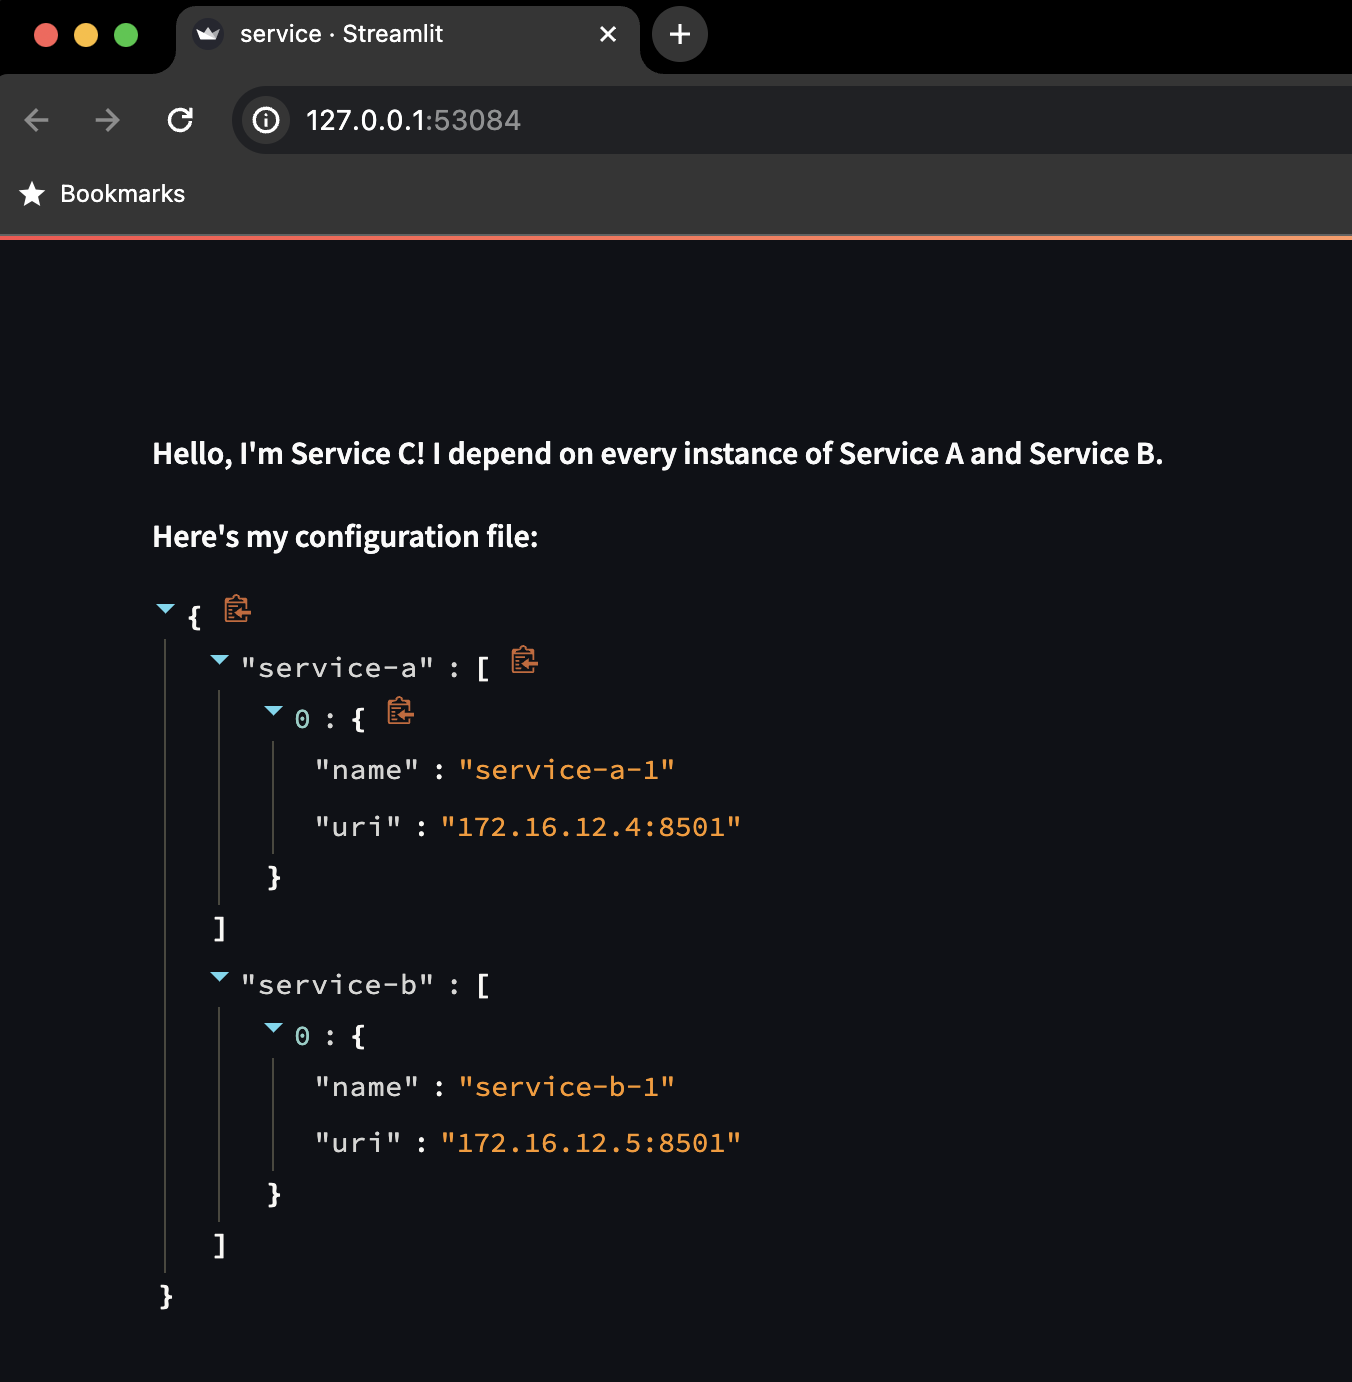 service · Streamlit
127.0.0.1:53084
Bookmarks
Hello, I'm Service C! I depend on every instance of Service A and Service B.
Here's my configuration file:
{
"service-a" : [
0 : {
"name" : "service-a-1"
"uri" : "172.16.12.4:8501"
}
]
"service-b" : [
0 : {
"name" : "service-b-1"
"uri" : "172.16.12.5:8501"
}
]
}